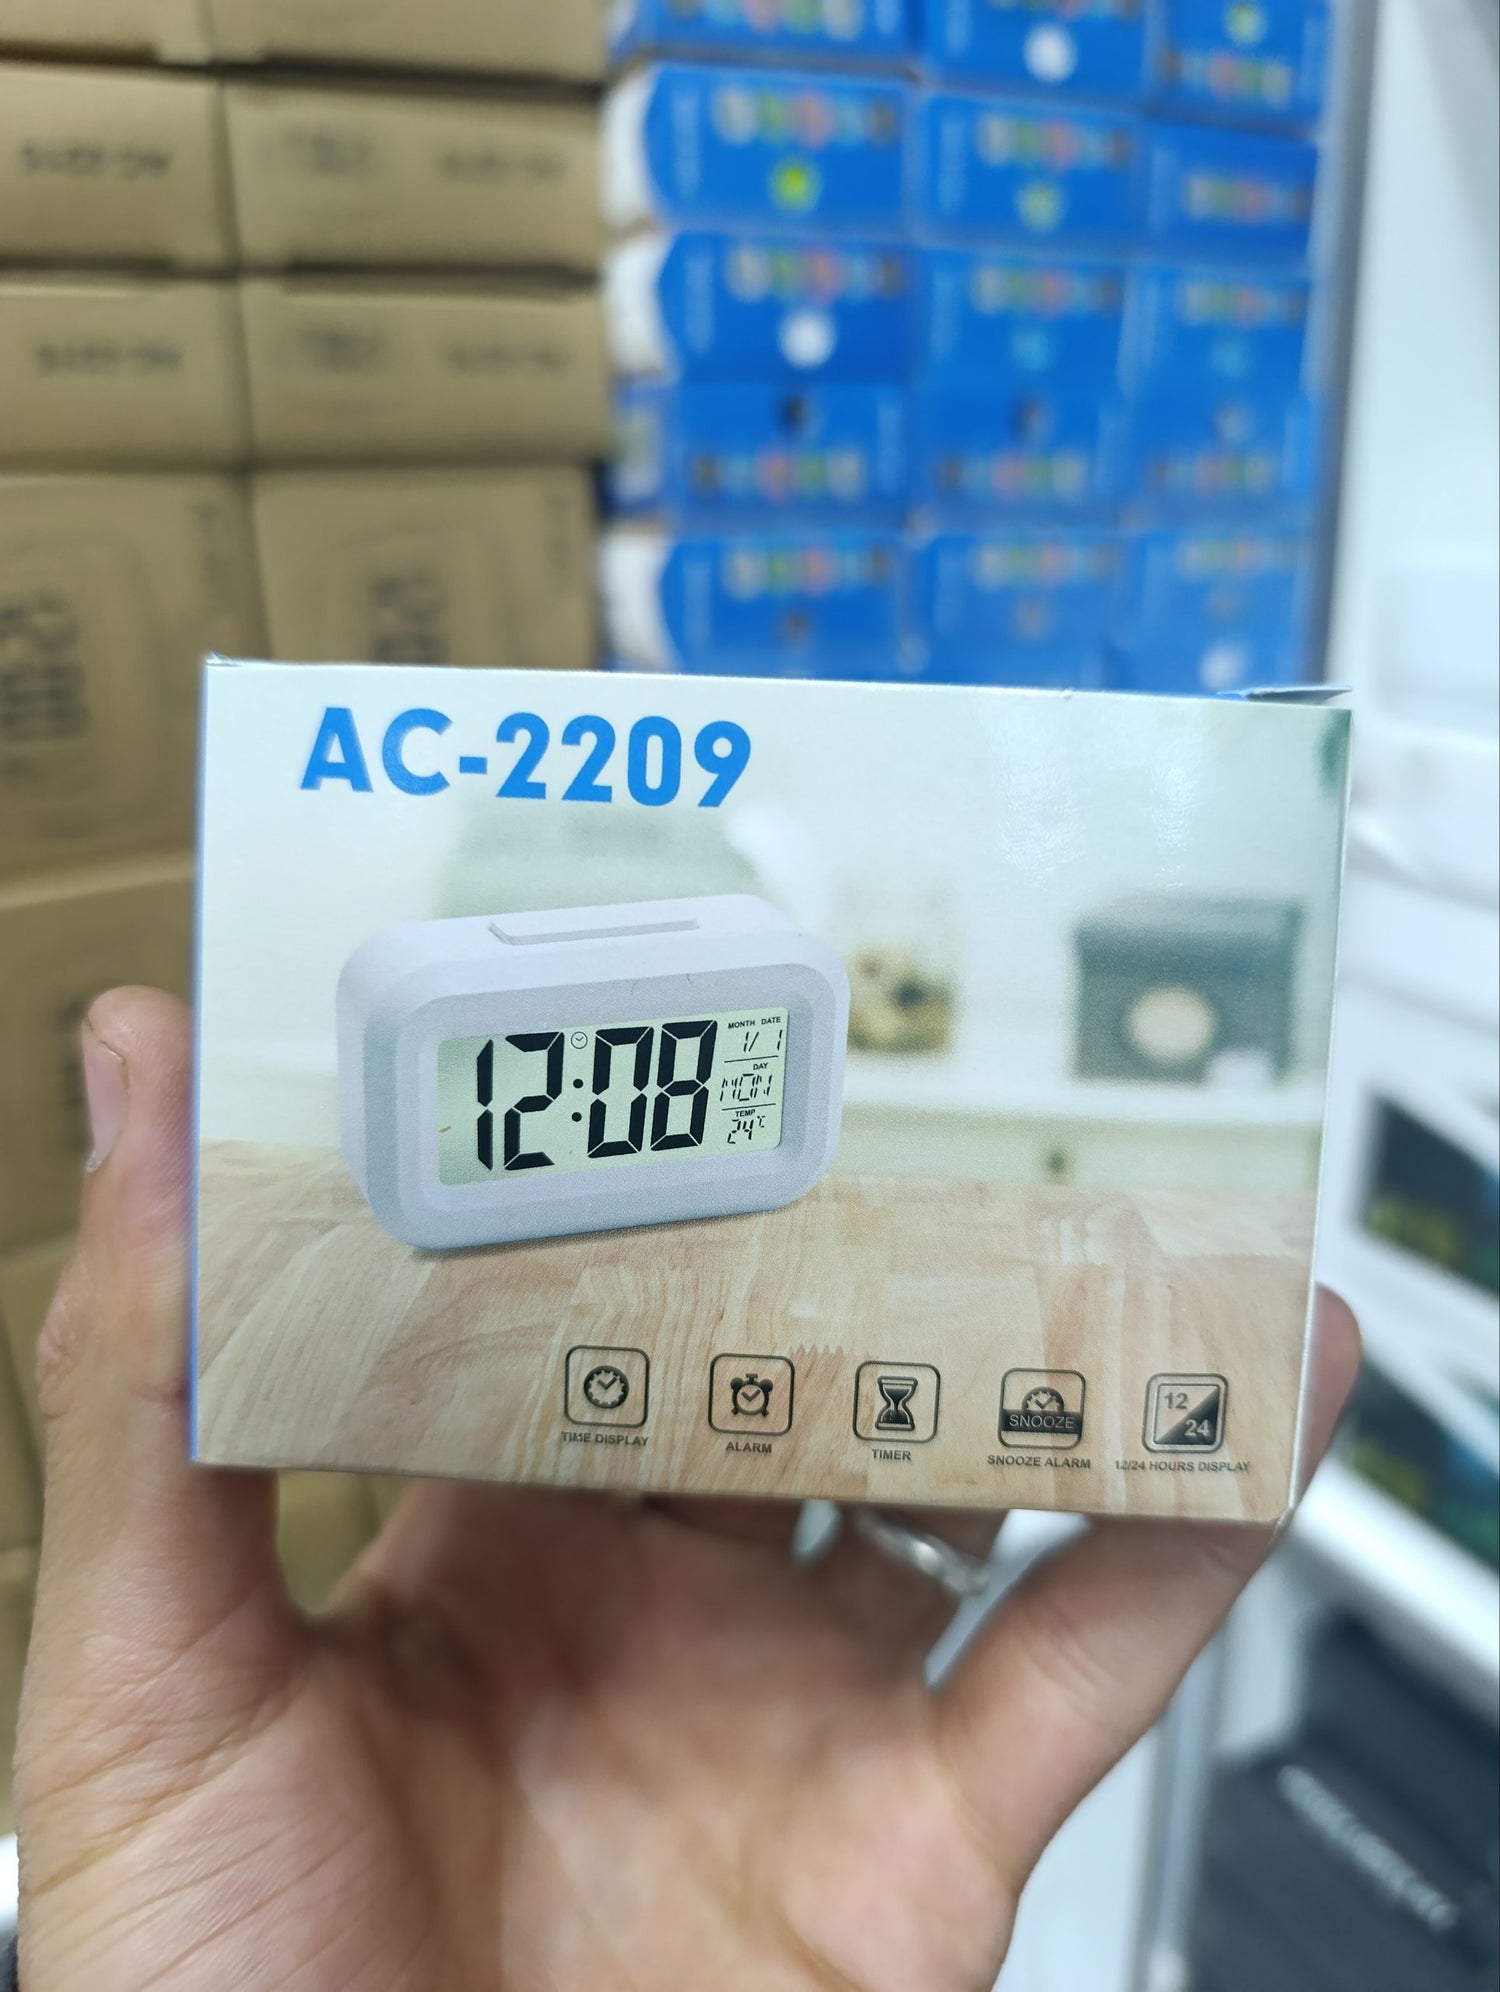 AC-2209
12:08
MONTH DATE
1/ 1
DAY
MON
TEMP
24°C
TIME DISPLAY
ALARM
TIMER
SNOOZE
SNOOZE ALARM
12
24
12/24 HOURS DISPLAY